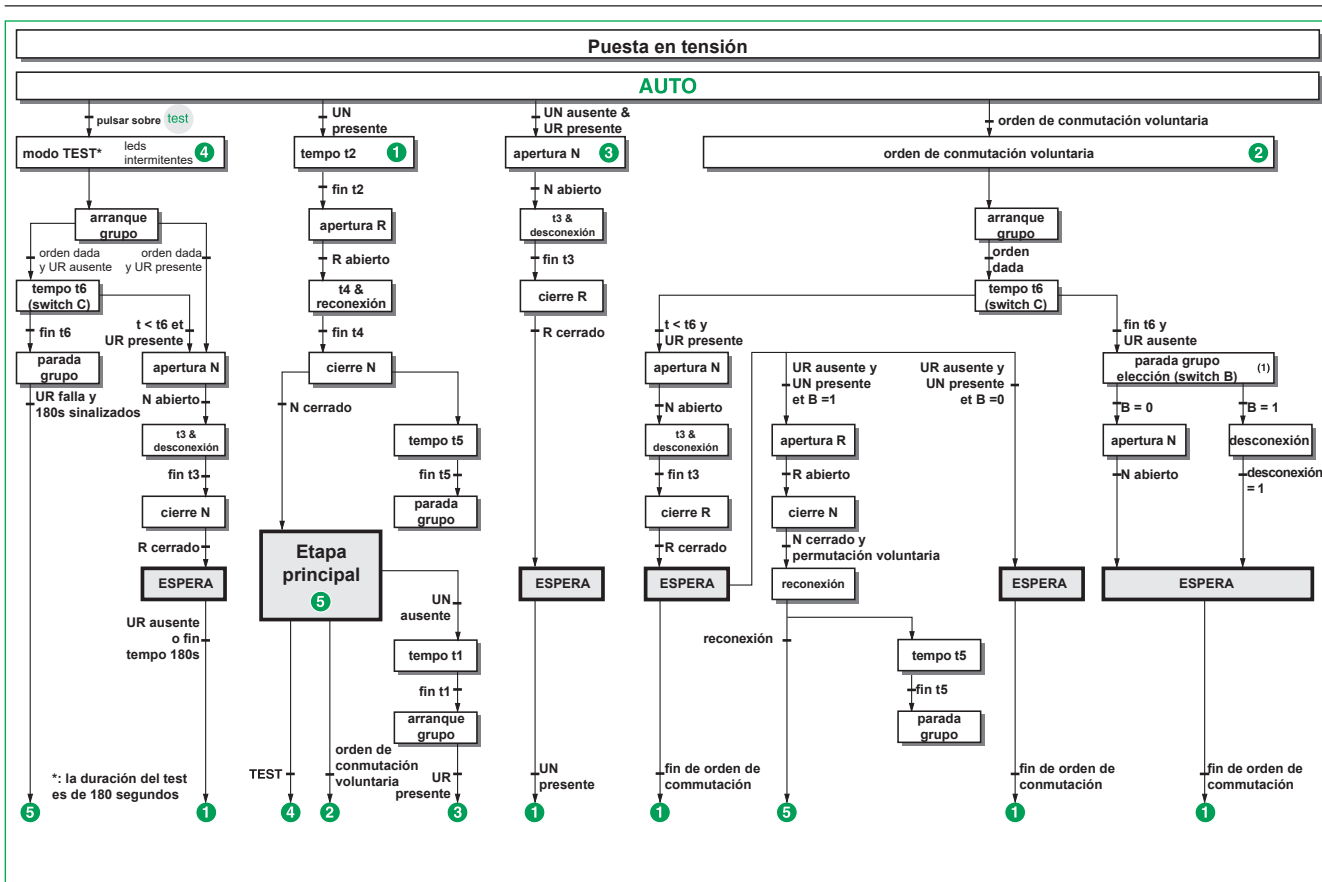 Puesta en tensión
AUTO
pulsar sobre test
modo TEST*
leds
intermitentes
4
arranque
grupo
orden dada
y UR ausente
orden dada
y UR presente
tempo t6
(switch C)
fin t6
t < t6 et
UR presente
parada
grupo
UR falla y
180s sinalizados
apertura N
N abierto
t3 &
desconexión
fin t3
cierre N
R cerrado
ESPERA
UR ausente
o fin
tempo 180s
*: la duración del test
es de 180 segundos
5
1
UN
presente
tempo t2
1
fin t2
apertura R
R abierto
t4 &
reconexión
fin t4
cierre N
N cerrado
tempo t5
fin t5
parada
grupo
Etapa
principal
5
UN
ausente
tempo t1
fin t1
arranque
grupo
TEST
orden de
conmutación
voluntaria
UR
presente
4
2
3
UN ausente &
UR presente
apertura N
3
N abierto
t3 &
desconexión
fin t3
cierre R
R cerrado
ESPERA
UN
presente
1
orden de conmutación voluntaria
orden de conmutación voluntaria
2
arranque
grupo
orden
dada
tempo t6
(switch C)
t < t6 y
UR presente
apertura N
N abierto
t3 &
desconexión
fin t3
cierre R
R cerrado
ESPERA
fin de orden de
commutación
1
UR ausente y
UN presente
et B =1
apertura R
R abierto
cierre N
N cerrado y
permutación voluntaria
reconexión
reconexión
5
tempo t5
fin t5
parada
grupo
UR ausente y
UN presente
et B =0
ESPERA
fin de orden de
conmutación
1
fin t6 y
UR ausente
parada grupo
elección (switch B)
(1)
B = 0
B = 1
apertura N
desconexión
N abierto
desconexión
= 1
ESPERA
fin de orden de
commutación
1